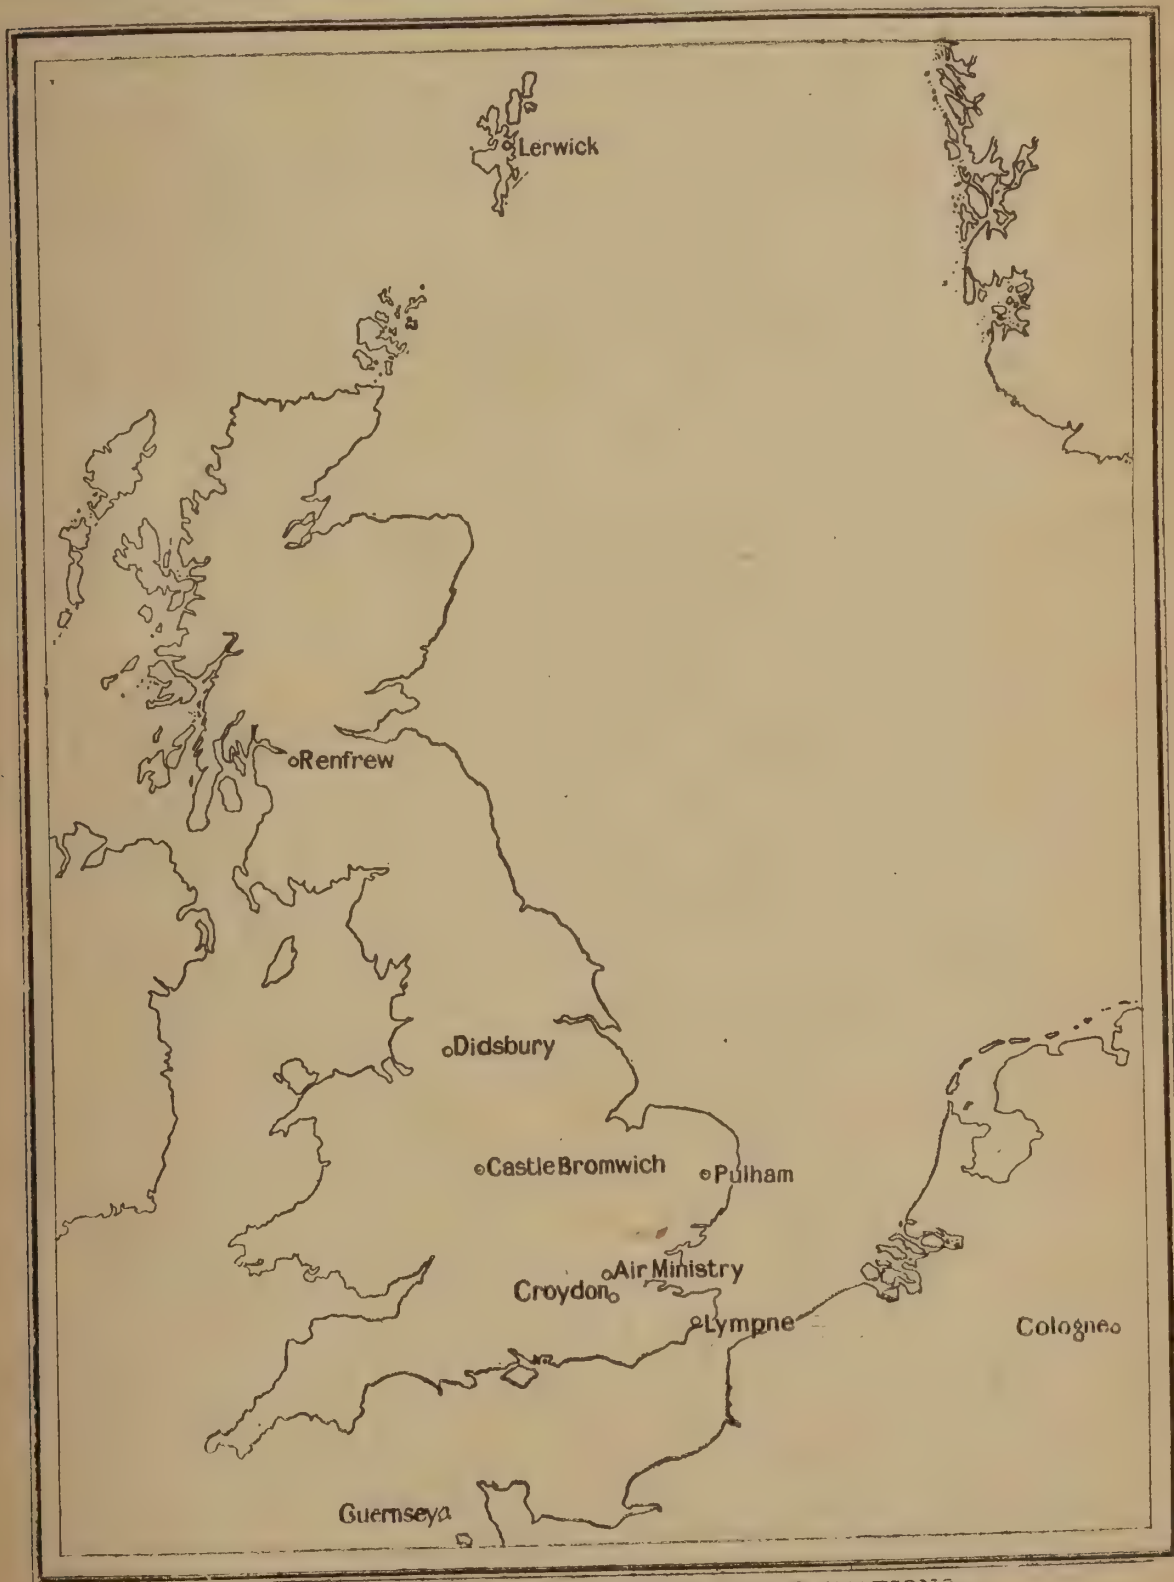 Lerwick
Renfrew
Didsbury
Castle Bromwich
Pulham
Air Ministry
Croydon
Lympne
Cologne
Guernsey